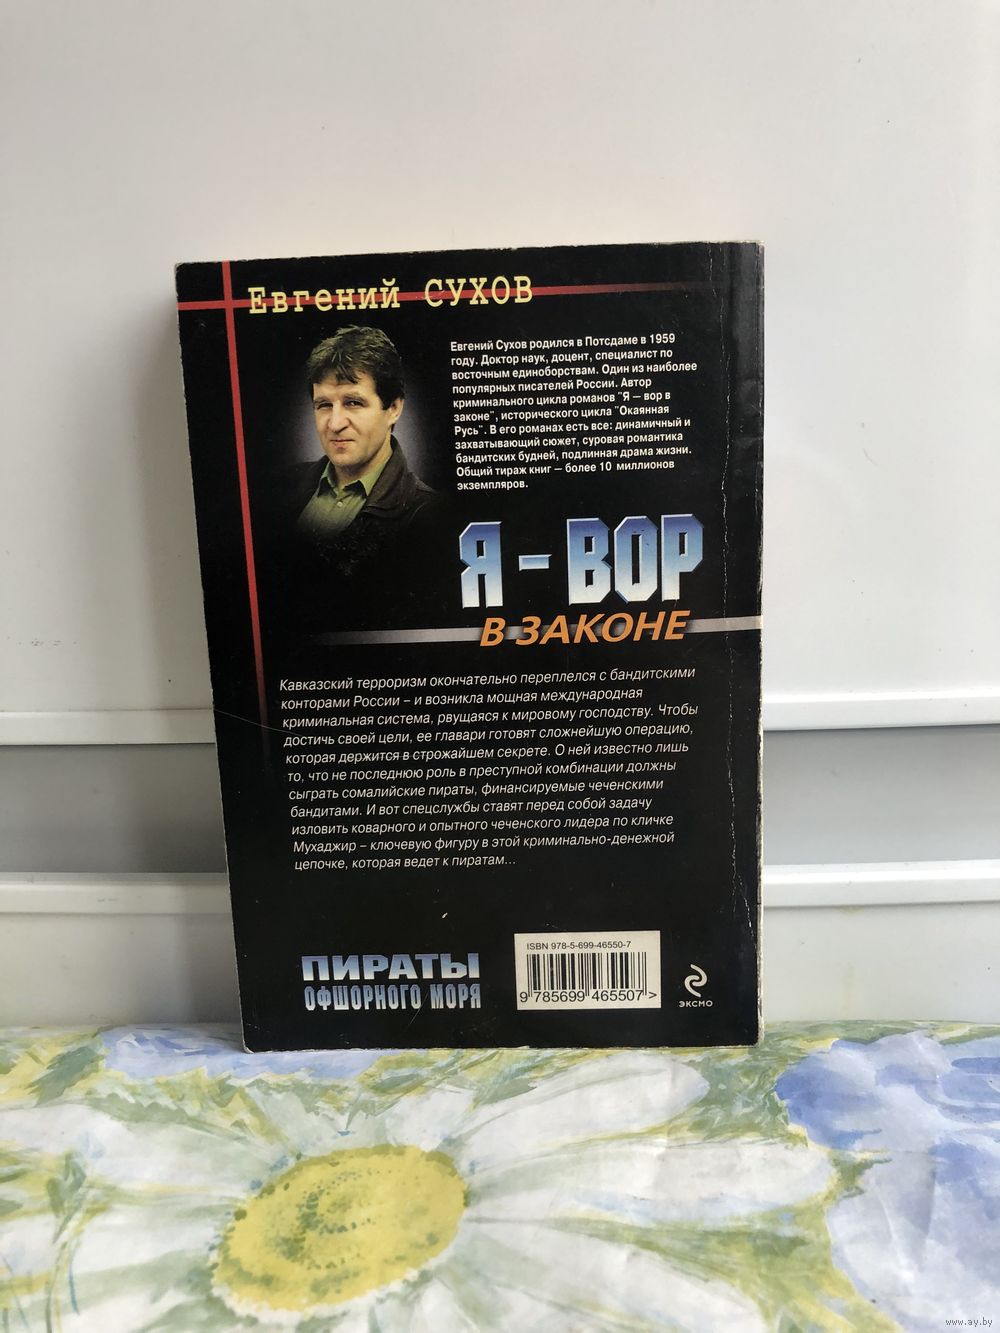 Евгений СУХОВ
Евгений Сухов родился в Потсдаме в 1959
году. Доктор наук, доцент, специалист по
восточным единоборствам. Один из наиболее
популярных писателей России. Автор
криминального цикла романов "Я – вор в
законе", исторического цикла "Окаянная
Русь". В его романах есть все: динамичный и
захватывающий сюжет, суровая романтика
бандитских будней, подлинная драма жизни.
Общий тираж книг – более 10 миллионов
экземпляров.
Я – ВОР
В ЗАКОНЕ
Кавказский терроризм окончательно переплелся с бандитскими
конторами России – и возникла мощная международная
криминальная система, рвущаяся к мировому господству. Чтобы
достичь своей цели, ее главари готовят сложнейшую операцию,
которая держится в строжайшем секрете. О ней известно лишь
то, что не последнюю роль в преступной комбинации должны
сыграть сомалийские пираты, финансируемые чеченскими
бандитами. И вот спецслужбы ставят перед собой задачу
изловить коварного и опытного чеченского лидера по кличке
Мухаджир – ключевую фигуру в этой криминально-денежной
цепочке, которая ведет к пиратам...
ПИРАТЫ
ОФШОРНОГО МОРЯ
ISBN 978-5-699-46550-7
9 785699 465507 >
ЭКСМО
www.ay.by